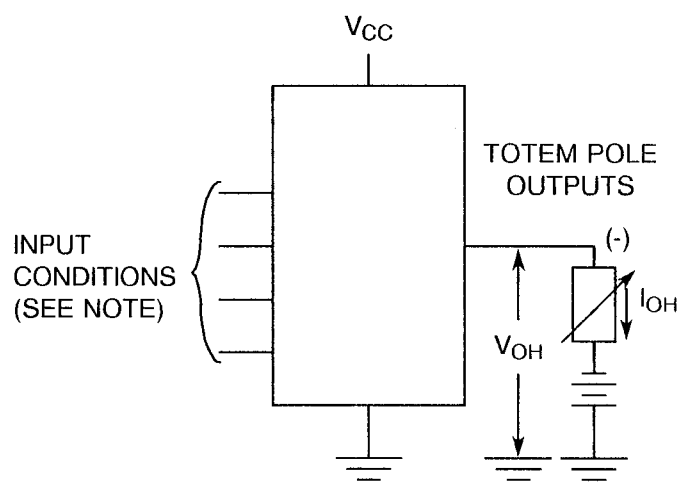 VCC
TOTEM POLE
OUTPUTS
(-)
INPUT
CONDITIONS
(SEE NOTE)
IOH
VOH